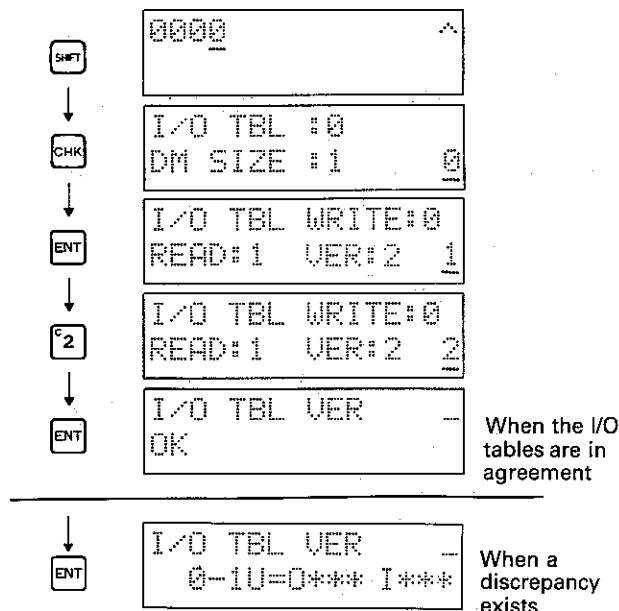 SHIFT
0000 ^
CHK
I/O TBL :0
DM SIZE :1 0
ENT
I/O TBL WRITE:0
READ:1 VER:2 1
C 2
I/O TBL WRITE:0
READ:1 VER:2 2
ENT
I/O TBL VER _
OK
When the I/O
tables are in
agreement
ENT
I/O TBL VER _
0-1U=O*** I***
When a
discrepancy
exists